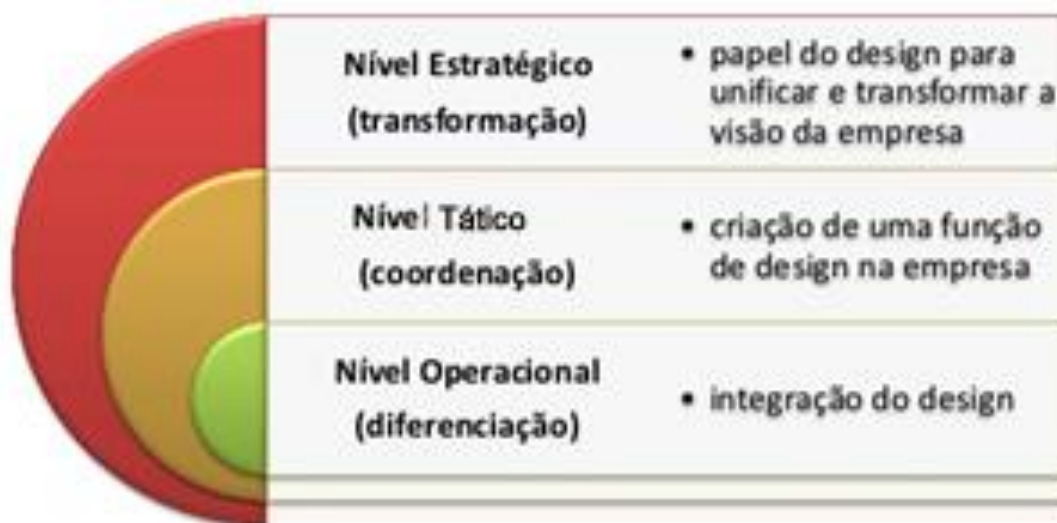 Nível Estratégico
(transformação)
• papel do design para
unificar e transformar a
visão da empresa
Nível Tático
(coordenação)
• criação de uma função
de design na empresa
Nível Operacional
(diferenciação)
• integração do design